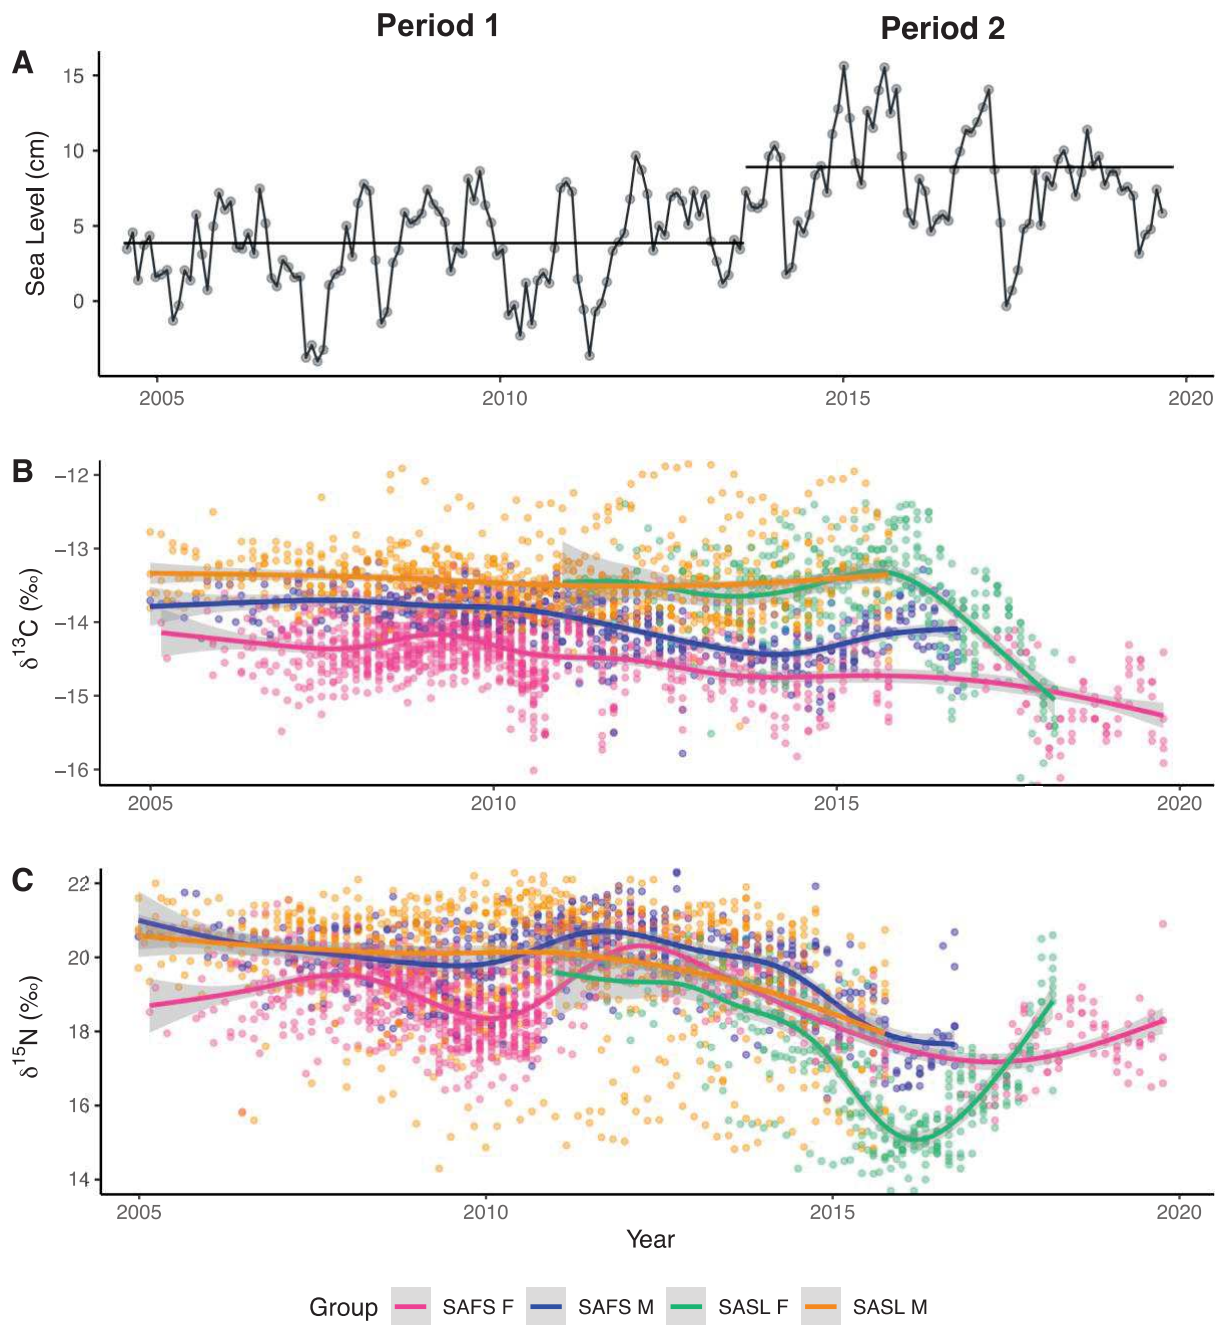 Period 1
Period 2
A
Sea Level (cm)
15
10
5
0
2005
2010
2015
2020
B
δ¹³C (‰)
−12
−13
−14
−15
−16
2005
2010
2015
2020
C
δ¹⁵N (‰)
22
20
18
16
14
2005
2010
2015
2020
Year
Group SAFS F SAFS M SASL F SASL M